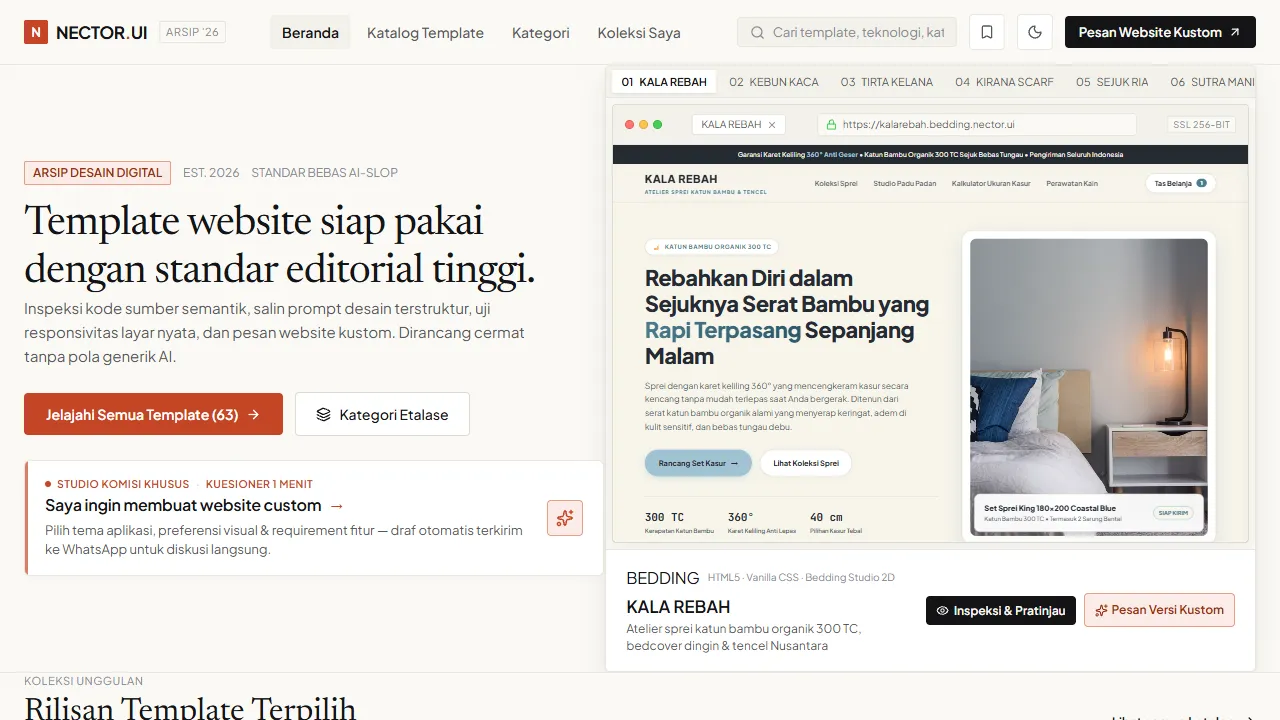 N NECTOR.UI ARSIP '26 Beranda Katalog Template Kategori Koleksi Saya Cari template, teknologi, kat Pesan Website Kustom ↗
ARSIP DESAIN DIGITAL EST. 2026 STANDAR BEBAS AI-SLOP
Template website siap pakai
dengan standar editorial tinggi.
Inspeksi kode sumber semantik, salin prompt desain terstruktur, uji
responsivitas layar nyata, dan pesan website kustom. Dirancang cermat
tanpa pola generik AI.
Jelajahi Semua Template (63) →
Kategori Etalase
STUDIO KOMISI KHUSUS · KUESIONER 1 MENIT
Saya ingin membuat website custom →
Pilih tema aplikasi, preferensi visual & requirement fitur — draf otomatis terkirim
ke WhatsApp untuk diskusi langsung.
01 KALA REBAH 02 KEBUN KACA 03 TIRTA KELANA 04 KIRANA SCARF 05 SEJUK RIA 06 SUTRA MANI
KALA REBAH × https://kalarebah.bedding.nector.ui SSL 256-BIT
Garansi Karet Keliling 360° Anti Geser • Katun Bambu Organik 300 TC Sejuk Bebas Tungau • Pengiriman Seluruh Indonesia
KALA REBAH
ATELIER SPREI KATUN BAMBU & TENCEL
Koleksi Sprei Studio Padu Padan Kalkulator Ukuran Kasur Perawatan Kain Tas Belanja
KATUN BAMBU ORGANIK 300 TC
Rebahkan Diri dalam
Sejuknya Serat Bambu yang
Rapi Terpasang Sepanjang
Malam
Sprei dengan karet keliling 360° yang mencengkeram kasur secara
kencang tanpa mudah terlepas saat Anda bergerak. Ditenun dari
serat katun bambu organik alami yang menyerap keringat, adem di
kulit sensitif, dan bebas tungau debu.
Rancang Set Kasur →
Lihat Koleksi Sprei
300 TC 360° 40 cm
Kerapatan Katun Bambu Karet Keliling Anti Lepas Pilihan Kasur Tebal
Set Sprei King 180×200 Coastal Blue
Katun Bambu 300 TC • Termasuk 2 Sarung Bantal
SIAP KIRIM
BEDDING HTML5 · Vanilla CSS · Bedding Studio 2D
KALA REBAH
Atelier sprei katun bambu organik 300 TC,
bedcover dingin & tencel Nusantara
Inspeksi & Pratinjau
Pesan Versi Kustom
KOLEKSI UNGGULAN
Rilisan Template Terpilih